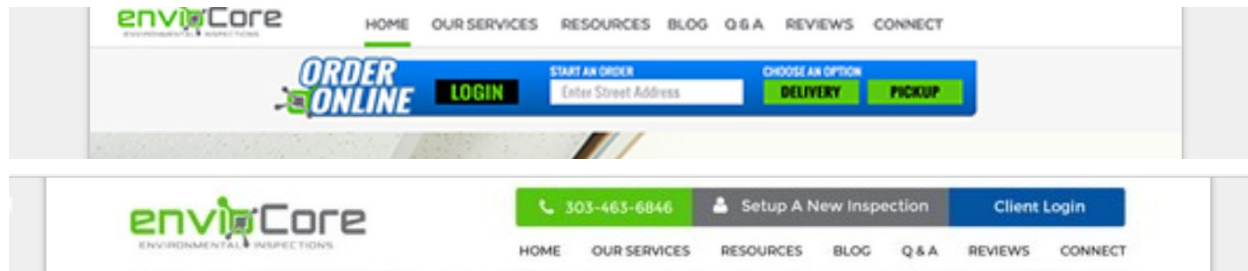 enviroCore
ENVIRONMENTAL INSPECTIONS
HOME OUR SERVICES RESOURCES BLOG Q&A REVIEWS CONNECT
ORDER ONLINE
LOGIN
START AN ORDER
Enter Street Address
CHOOSE AN OPTION
DELIVERY PICKUP
enviroCore
ENVIRONMENTAL INSPECTIONS
303-463-6846 Setup A New Inspection Client Login
HOME OUR SERVICES RESOURCES BLOG Q & A REVIEWS CONNECT